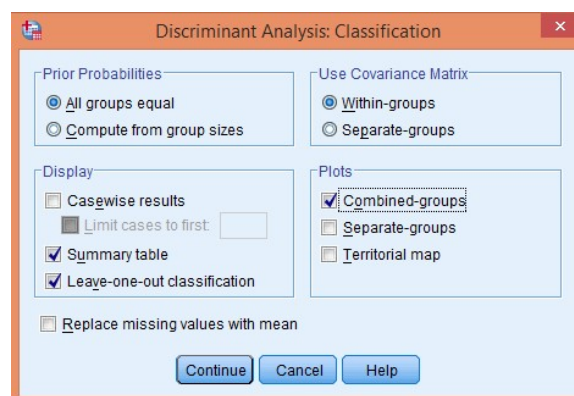 Discriminant Analysis: Classification
Prior Probabilities
All groups equal
Compute from group sizes
Use Covariance Matrix
Within-groups
Separate-groups
Display
Casewise results
Limit cases to first:
Summary table
Leave-one-out classification
Plots
Combined-groups
Separate-groups
Territorial map
Replace missing values with mean
Continue Cancel Help